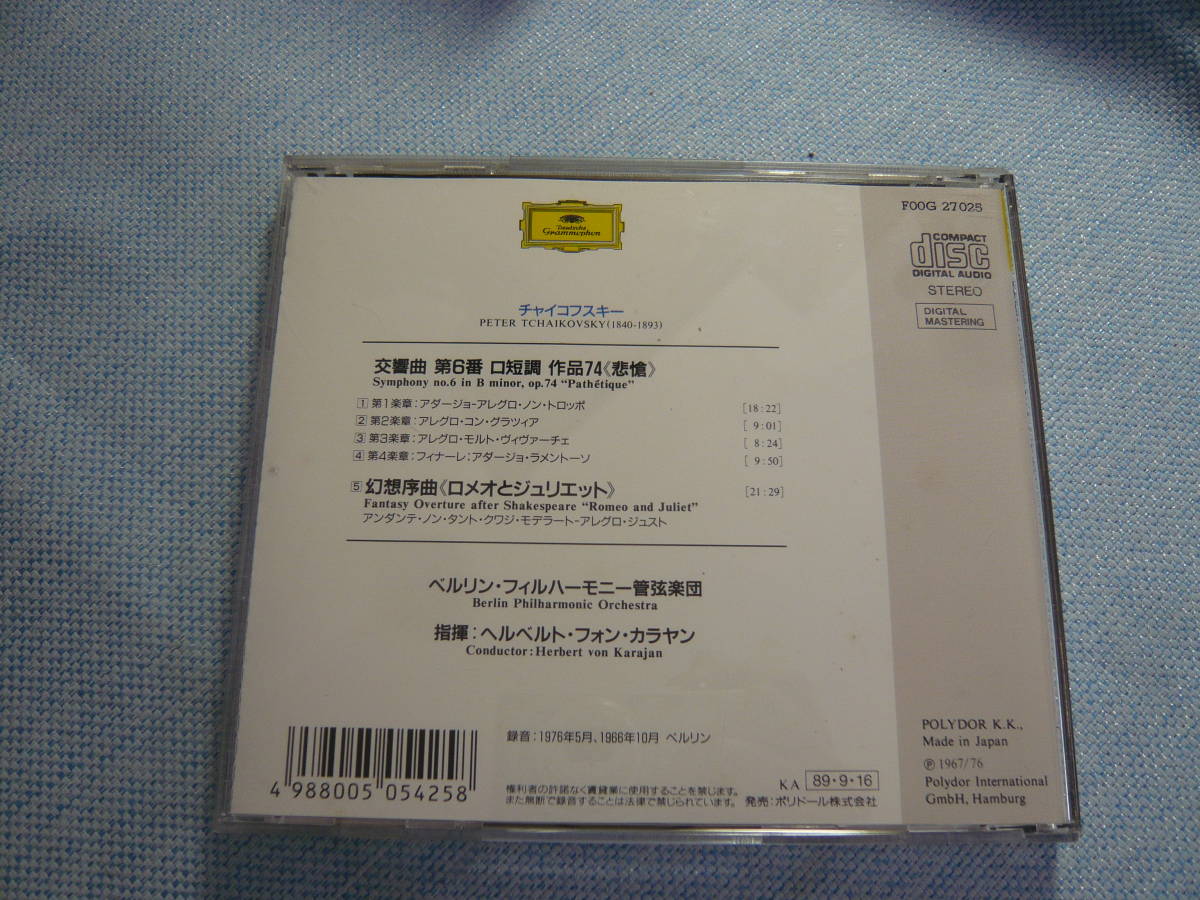 Deutsche
Grammophon
F00G 27025
COMPACT
disc
DIGITAL AUDIO
STEREO
DIGITAL
MASTERING
チャイコフスキー
PETER TCHAIKOVSKY(1840-1893)
交響曲 第6番 ロ短調 作品74《悲愴》
Symphony no.6 in B minor, op.74 “Pathétique”
1 第1楽章：アダージョ-アレグロ・ノン・トロッポ [18:22]
2 第2楽章：アレグロ・コン・グラツィア [ 9:01]
3 第3楽章：アレグロ・モルト・ヴィヴァーチェ [ 8:24]
4 第4楽章：フィナーレ；アダージョ・ラメントーソ [ 9:50]
5 幻想序曲《ロメオとジュリエット》 [21:29]
Fantasy Overture after Shakespeare “Romeo and Juliet”
アンダンテ・ノン・タント・クワジ・モデラート-アレグロ・ジュスト
ベルリン・フィルハーモニー管弦楽団
Berlin Philharmonic Orchestra
指揮：ヘルベルト・フォン・カラヤン
Conductor:Herbert von Karajan
録音：1976年5月、1966年10月 ベルリン
4 988005 054258
権利者の許諾なく賃貸業に使用することを禁じます。
また無断で録音することは法律で禁じられています。
KA 89・9・16
発売：ポリドール株式会社
POLYDOR K.K.,
Made in Japan
℗ 1967/76
Polydor International
GmbH, Hamburg